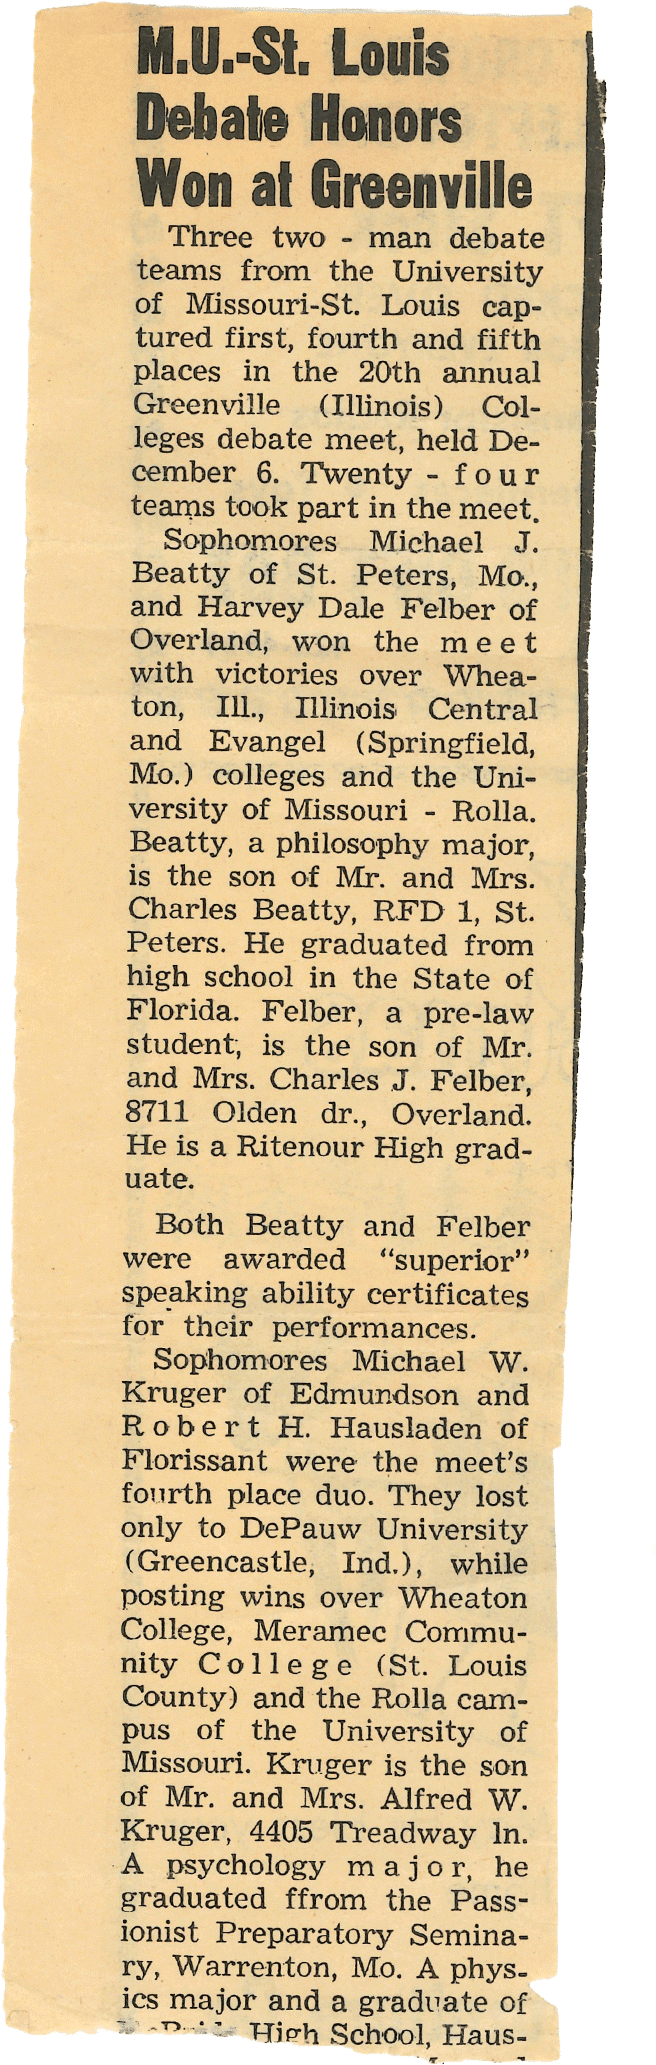 M.U.-St. Louis
Debate Honors
Won at Greenville
Three two - man debate
teams from the University
of Missouri-St. Louis cap-
tured first, fourth and fifth
places in the 20th annual
Greenville (Illinois) Col-
leges debate meet, held De-
cember 6. Twenty - four
teams took part in the meet.
Sophomores Michael J.
Beatty of St. Peters, Mo.,
and Harvey Dale Felber of
Overland, won the meet
with victories over Whea-
ton, Ill., Illinois Central
and Evangel (Springfield,
Mo.) colleges and the Uni-
versity of Missouri - Rolla.
Beatty, a philosophy major,
is the son of Mr. and Mrs.
Charles Beatty, RFD 1, St.
Peters. He graduated from
high school in the State of
Florida. Felber, a pre-law
student, is the son of Mr.
and Mrs. Charles J. Felber,
8711 Olden dr., Overland.
He is a Ritenour High grad-
uate.
Both Beatty and Felber
were awarded "superior"
speaking ability certificates
for their performances.
Sophomores Michael W.
Kruger of Edmundson and
Robert H. Hausladen of
Florissant were the meet's
fourth place duo. They lost
only to DePauw University
(Greencastle, Ind.), while
posting wins over Wheaton
College, Meramec Commu-
nity College (St. Louis
County) and the Rolla cam-
pus of the University of
Missouri. Kruger is the son
of Mr. and Mrs. Alfred W.
Kruger, 4405 Treadway ln.
A psychology major, he
graduated ffrom the Pass-
ionist Preparatory Semina-
ry, Warrenton, Mo. A phys-
ics major and a graduate of
High School, Haus-